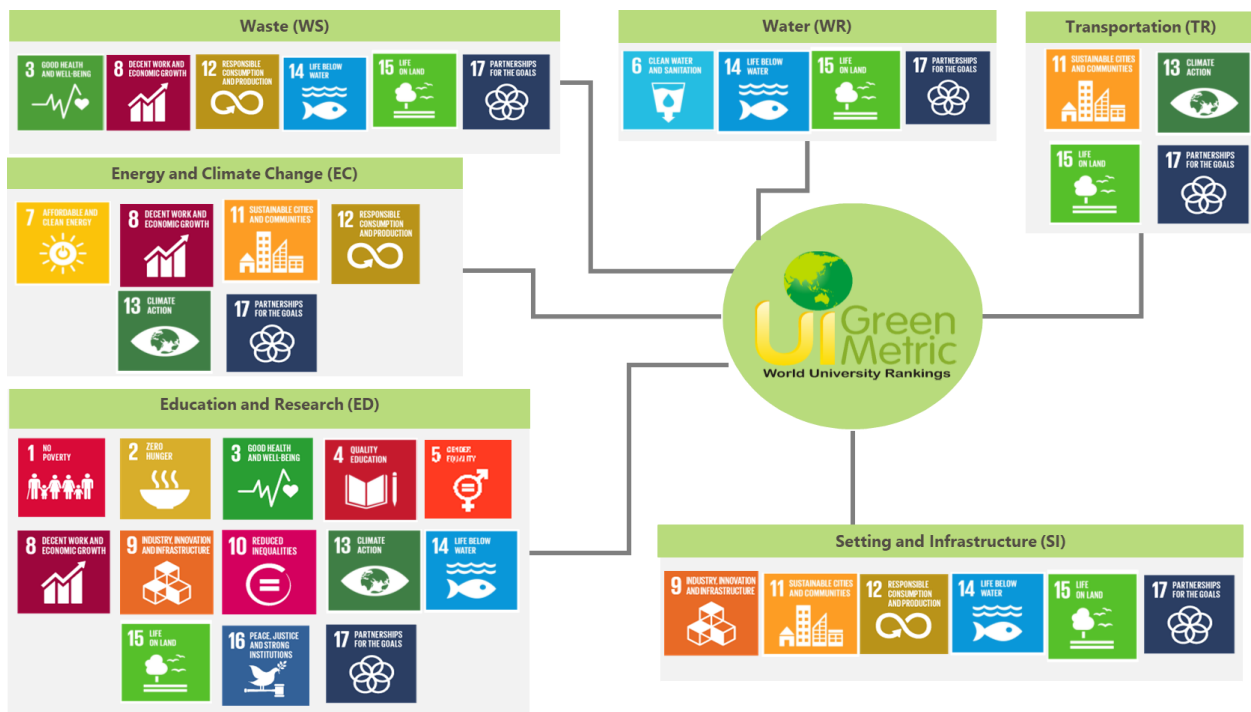 Waste (WS)
3 GOOD HEALTH
AND WELL-BEING
8 DECENT WORK AND
ECONOMIC GROWTH
12 RESPONSIBLE
CONSUMPTION
AND PRODUCTION
14 LIFE BELOW
WATER
15 LIFE
ON LAND
17 PARTNERSHIPS
FOR THE GOALS
Water (WR)
6 CLEAN WATER
AND SANITATION
14 LIFE BELOW
WATER
15 LIFE
ON LAND
17 PARTNERSHIPS
FOR THE GOALS
Transportation (TR)
11 SUSTAINABLE CITIES
AND COMMUNITIES
13 CLIMATE
ACTION
15 LIFE
ON LAND
17 PARTNERSHIPS
FOR THE GOALS
Energy and Climate Change (EC)
7 AFFORDABLE AND
CLEAN ENERGY
8 DECENT WORK AND
ECONOMIC GROWTH
11 SUSTAINABLE CITIES
AND COMMUNITIES
12 RESPONSIBLE
CONSUMPTION
AND PRODUCTION
13 CLIMATE
ACTION
17 PARTNERSHIPS
FOR THE GOALS
UI Green
Metric
World University Rankings
Education and Research (ED)
1 NO
POVERTY
2 ZERO
HUNGER
3 GOOD HEALTH
AND WELL-BEING
4 QUALITY
EDUCATION
5 GENDER
EQUALITY
8 DECENT WORK AND
ECONOMIC GROWTH
9 INDUSTRY, INNOVATION
AND INFRASTRUCTURE
10 REDUCED
INEQUALITIES
13 CLIMATE
ACTION
14 LIFE BELOW
WATER
15 LIFE
ON LAND
16 PEACE, JUSTICE
AND STRONG
INSTITUTIONS
17 PARTNERSHIPS
FOR THE GOALS
Setting and Infrastructure (SI)
9 INDUSTRY, INNOVATION
AND INFRASTRUCTURE
11 SUSTAINABLE CITIES
AND COMMUNITIES
12 RESPONSIBLE
CONSUMPTION
AND PRODUCTION
14 LIFE BELOW
WATER
15 LIFE
ON LAND
17 PARTNERSHIPS
FOR THE GOALS